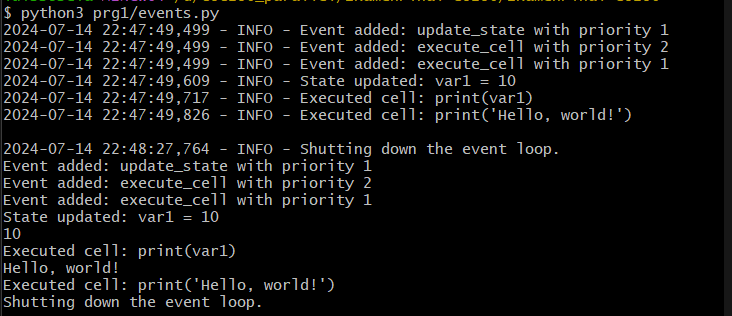 $ python3 prg1/events.py
2024-07-14 22:47:49,499 - INFO - Event added: update_state with priority 1
2024-07-14 22:47:49,499 - INFO - Event added: execute_cell with priority 2
2024-07-14 22:47:49,499 - INFO - Event added: execute_cell with priority 1
2024-07-14 22:47:49,609 - INFO - State updated: var1 = 10
2024-07-14 22:47:49,717 - INFO - Executed cell: print(var1)
2024-07-14 22:47:49,826 - INFO - Executed cell: print('Hello, world!')
2024-07-14 22:48:27,764 - INFO - Shutting down the event loop.
Event added: update_state with priority 1
Event added: execute_cell with priority 2
Event added: execute_cell with priority 1
State updated: var1 = 10
10
Executed cell: print(var1)
Hello, world!
Executed cell: print('Hello, world!')
Shutting down the event loop.